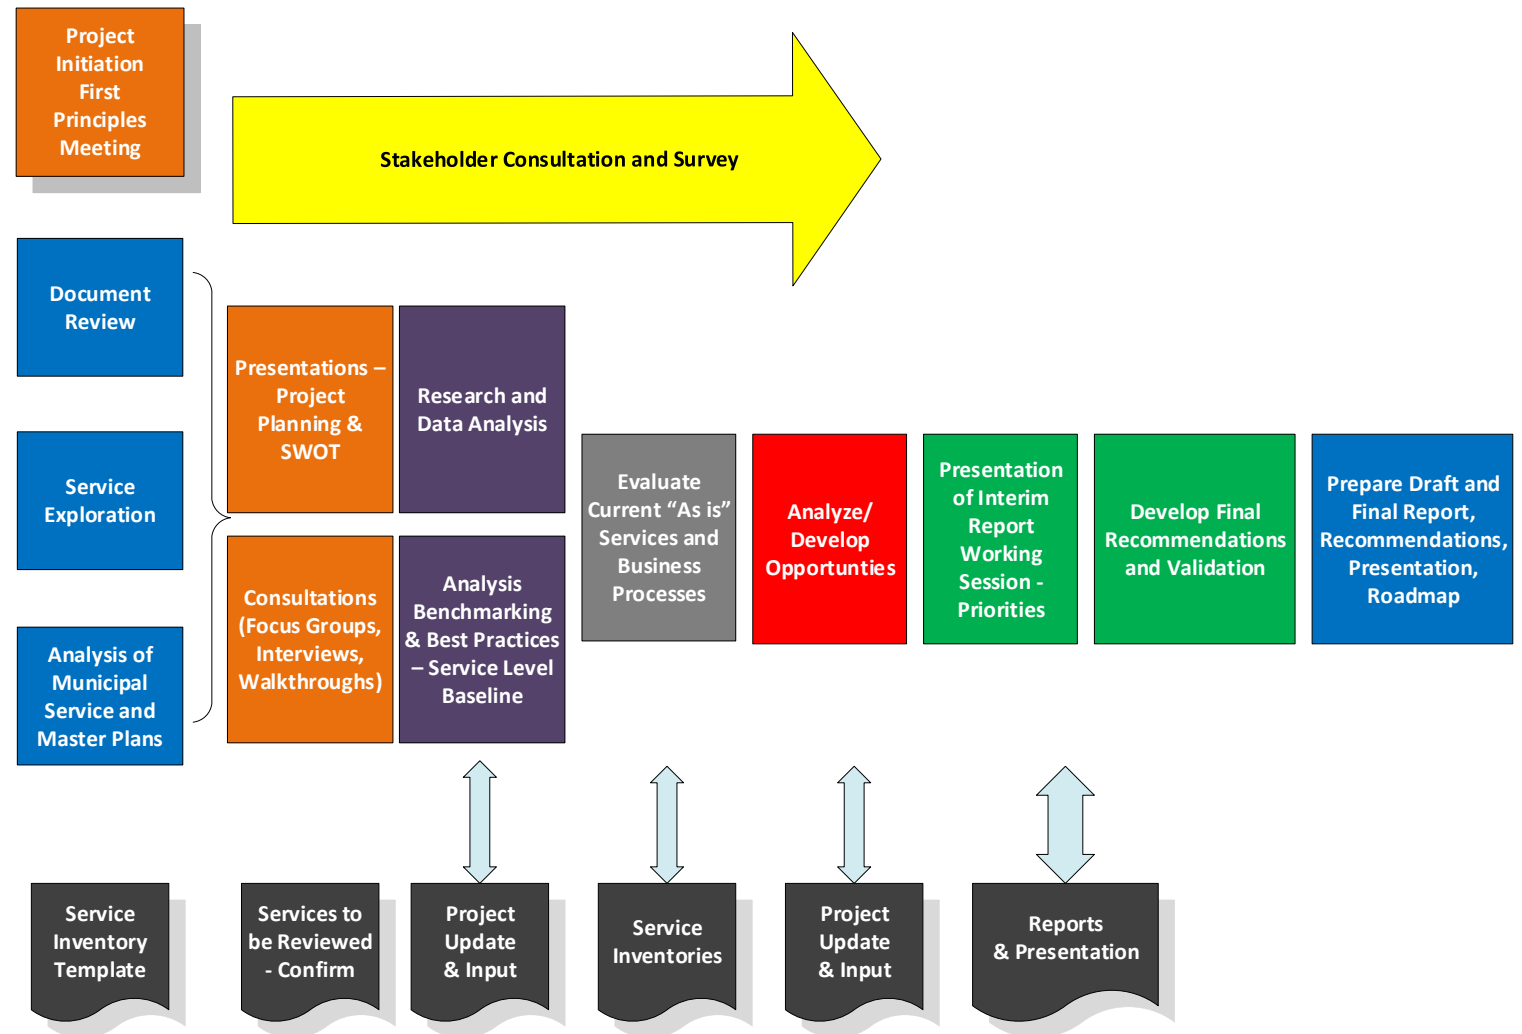 Project
Initiation
First
Principles
Meeting
Stakeholder Consultation and Survey
Document
Review
Service
Exploration
Analysis of
Municipal
Service and
Master Plans
Presentations –
Project
Planning &
SWOT
Consultations
(Focus Groups,
Interviews,
Walkthroughs)
Research and
Data Analysis
Analysis
Benchmarking
& Best Practices
– Service Level
Baseline
Evaluate
Current “As is”
Services and
Business
Processes
Analyze/
Develop
Opportunties
Presentation
of Interim
Report
Working
Session -
Priorities
Develop Final
Recommendations
and Validation
Prepare Draft and
Final Report,
Recommendations,
Presentation,
Roadmap
Service
Inventory
Template
Services to
be Reviewed
- Confirm
Project
Update
& Input
Service
Inventories
Project
Update
& Input
Reports
& Presentation